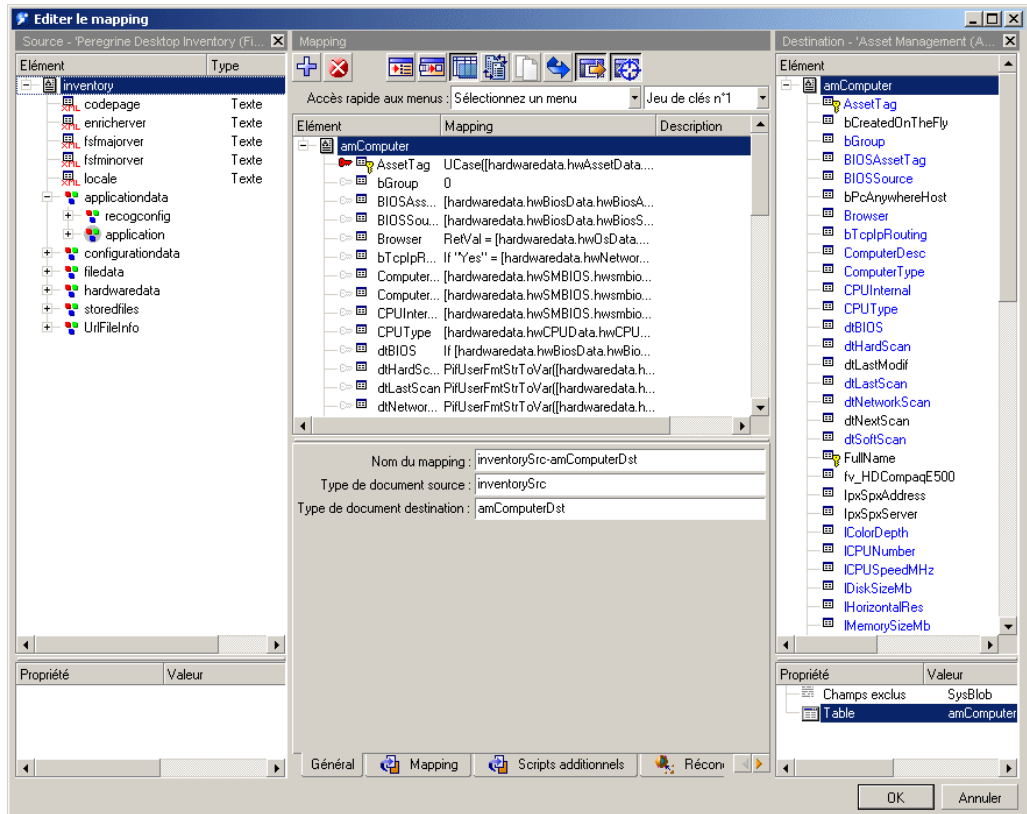 Editer le mapping
Source - 'Peregrine Desktop Inventory (Fi...
Elément Type
inventory
codepage Texte
enricherver Texte
fsfmajorver Texte
fsfminorver Texte
locale Texte
applicationdata
recogconfig
application
configurationdata
filedata
hardwaredata
storedfiles
UrlFileInfo
Propriété Valeur
Mapping
Accès rapide aux menus : Sélectionnez un menu Jeu de clés n°1
Elément Mapping Description
amComputer
AssetTag UCase([hardwaredata.hwAssetData....
bGroup 0
BIOSAss... [hardwaredata.hwBiosData.hwBiosA...
BIOSSou... [hardwaredata.hwBiosData.hwBiosS...
Browser RetVal = [hardwaredata.hwOsData....
bTcpIpR... If "Yes" = [hardwaredata.hwNetwor...
Computer... [hardwaredata.hwSMBIOS.hwsmbio...
Computer... [hardwaredata.hwSMBIOS.hwsmbio...
CPUInter... [hardwaredata.hwSMBIOS.hwsmbio...
CPUType [hardwaredata.hwCPUData.hwCPU...
dtBIOS If [hardwaredata.hwBiosData.hwBio...
dtHardSc... PifUserFmtStrToVar([hardwaredata.h...
dtLastScan PifUserFmtStrToVar([hardwaredata.h...
dtNetwor... PifUserFmtStrToVar([hardwaredata.h...
Nom du mapping : inventorySrc-amComputerDst
Type de document source : inventorySrc
Type de document destination : amComputerDst
Général Mapping Scripts additionnels Récon
Destination - 'Asset Management (A...
Elément
amComputer
AssetTag
bCreatedOnTheFly
bGroup
BIOSAssetTag
BIOSSource
bPcAnywhereHost
Browser
bTcpIpRouting
ComputerDesc
ComputerType
CPUInternal
CPUType
dtBIOS
dtHardScan
dtLastModif
dtLastScan
dtNetworkScan
dtNextScan
dtSoftScan
FullName
fv_HDCompaqE500
IpxSpxAddress
IpxSpxServer
lColorDepth
lCPUNumber
lCPUSpeedMHz
lDiskSizeMb
lHorizontalRes
lMemorySizeMb
Propriété Valeur
Champs exclus SysBlob
Table amComputer
OK Annuler